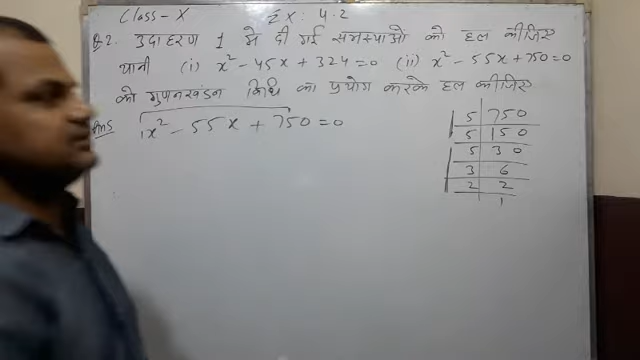 Class-X Ex: 4.2
Q.2. उदाहरण 1 मे दी गई समस्याओ को हल कीजिए
यानी (i) x² - 45x + 324 = 0 (ii) x² - 55x + 750 = 0
को गुणनखंडन विधि का प्रयोग करके हल कीजिए
Ans 1x² - 55x + 750 = 0
5 750
5 150
5 30
3 6
2 2
1